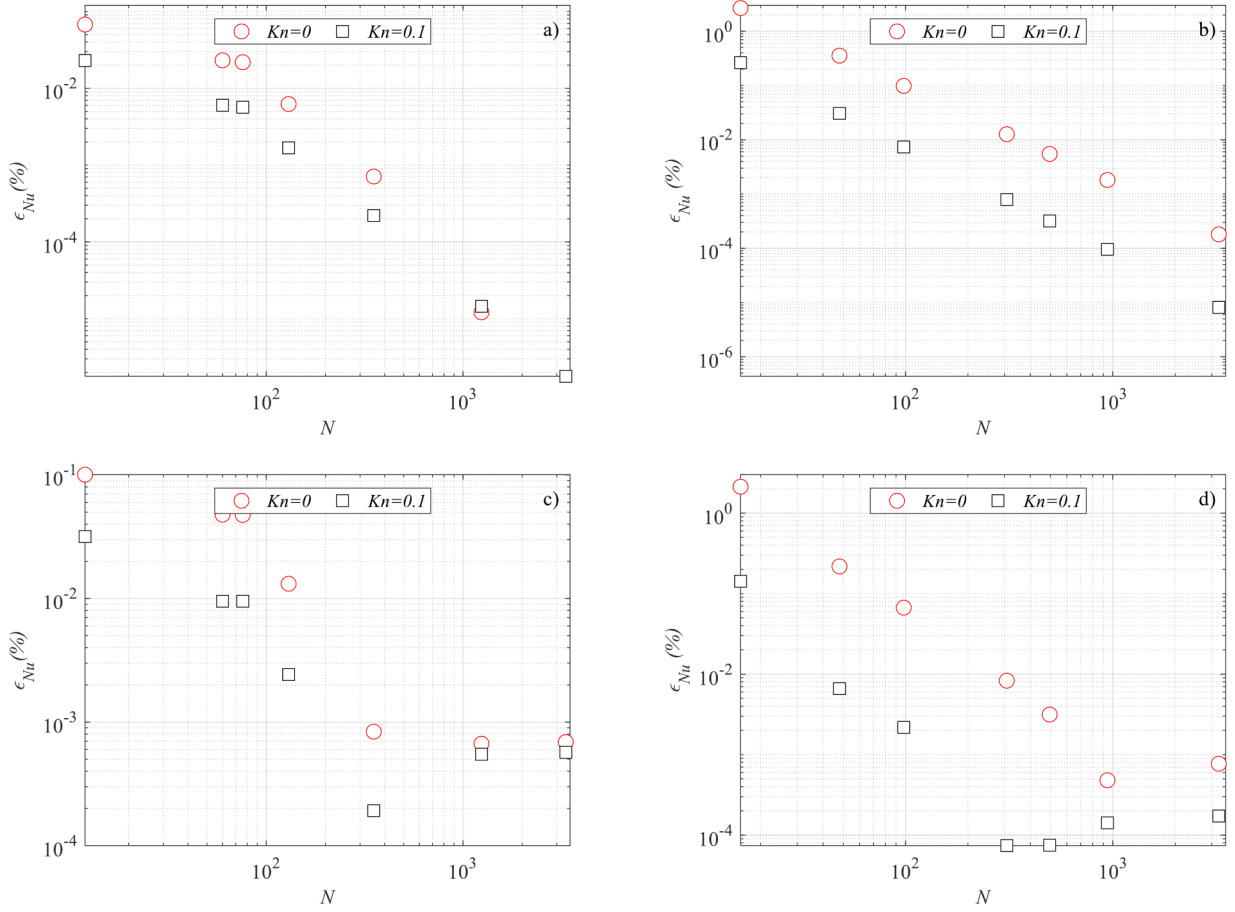 Kn=0 Kn=0.1 a)
10^-2
10^-4
ϵ_Nu(%)
10^2 10^3
N
Kn=0 Kn=0.1 b)
10^0
10^-2
10^-4
10^-6
ϵ_Nu (%)
10^2 10^3
N
Kn=0 Kn=0.1 c)
10^-1
10^-2
10^-3
10^-4
ϵ_Nu(%)
10^2 10^3
N
Kn=0 Kn=0.1 d)
10^0
10^-2
10^-4
ϵ_Nu (%)
10^2 10^3
N